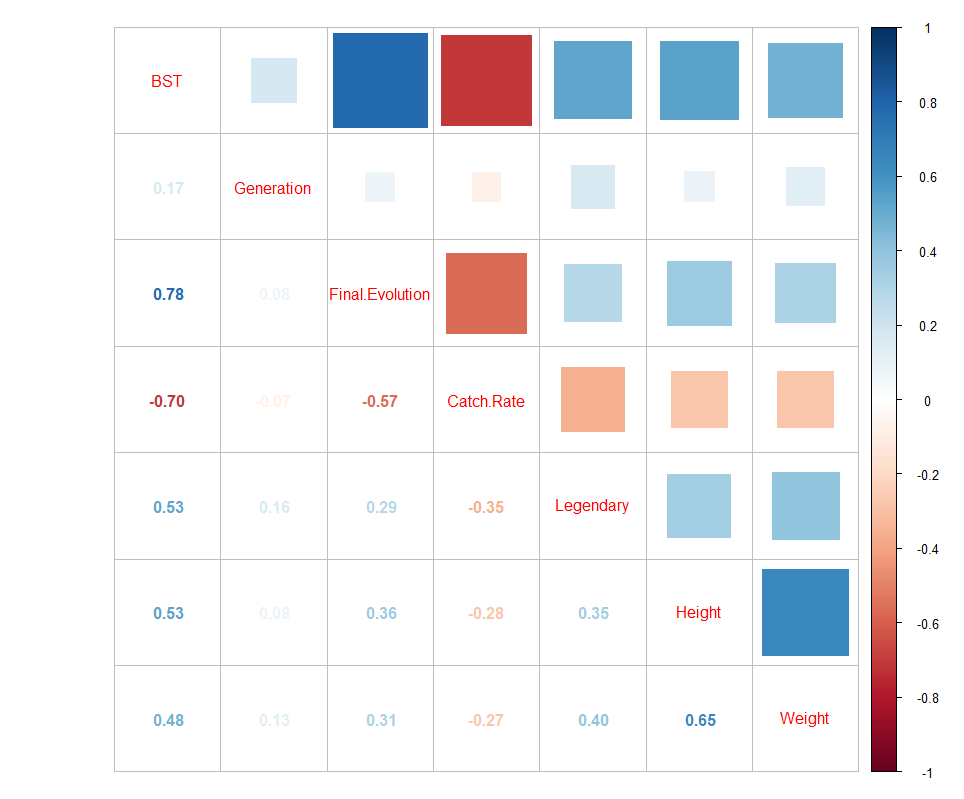 BST
0.17 Generation
0.78 0.08 Final.Evolution
-0.70 -0.07 -0.57 Catch.Rate
0.53 0.16 0.29 -0.35 Legendary
0.53 0.08 0.36 -0.28 0.35 Height
0.48 0.13 0.31 -0.27 0.40 0.65 Weight
1
0.8
0.6
0.4
0.2
0
-0.2
-0.4
-0.6
-0.8
-1